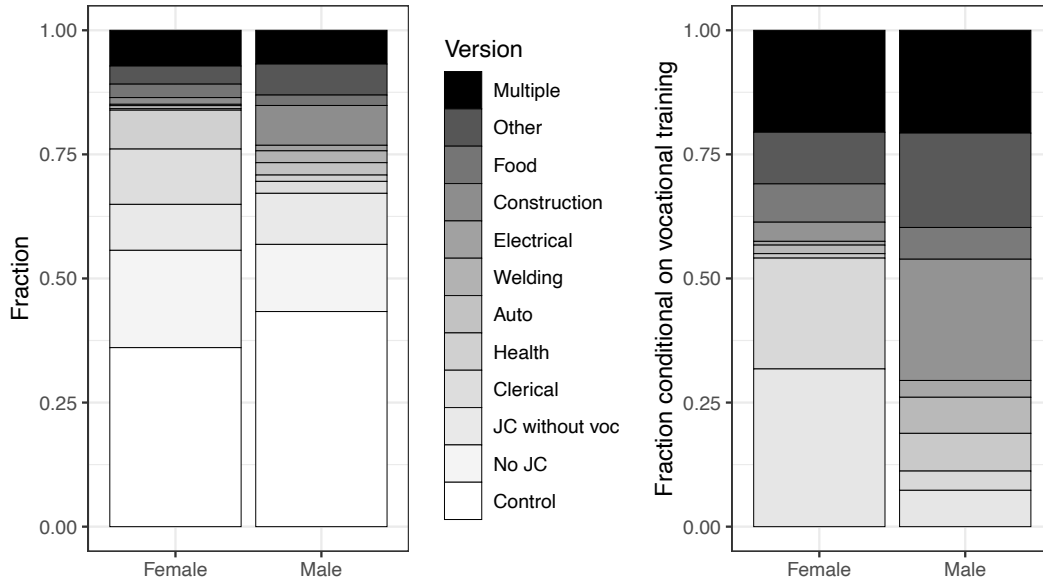 Fraction
1.00
0.75
0.50
0.25
0.00
Female
Male
Version
Multiple
Other
Food
Construction
Electrical
Welding
Auto
Health
Clerical
JC without voc
No JC
Control
Fraction conditional on vocational training
1.00
0.75
0.50
0.25
0.00
Female
Male